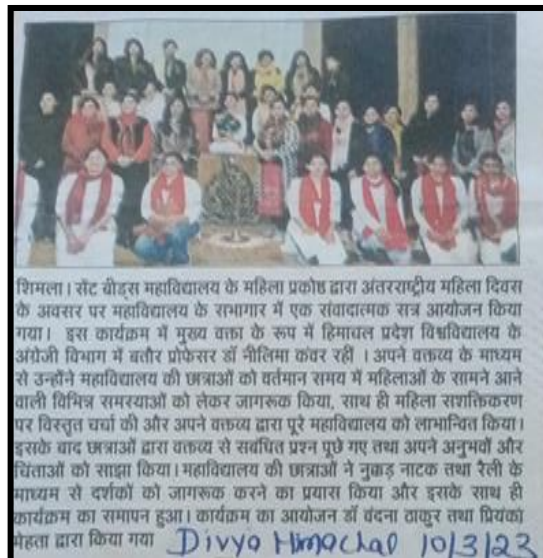 शिमला। सेंट बीड्स महाविद्यालय के महिला प्रकोष्ठ द्वारा अंतरराष्ट्रीय महिला दिवस
के अवसर पर महाविद्यालय के सभागार में एक संवादात्मक सत्र आयोजन किया
गया। इस कार्यक्रम में मुख्य वक्ता के रूप में हिमाचल प्रदेश विश्वविद्यालय के
अंग्रेजी विभाग में बतौर प्रोफेसर डॉ नीलिमा कंवर रहीं । अपने वक्तव्य के माध्यम
से उन्होंने महाविद्यालय की छात्राओं को वर्तमान समय में महिलाओं के सामने आने
वाली विभिन्न समस्याओं को लेकर जागरूक किया, साथ ही महिला सशक्तिकरण
पर विस्तृत चर्चा की और अपने वक्तव्य द्वारा पूरे महाविद्यालय को लाभान्वित किया।
इसके बाद छात्राओं द्वारा वक्तव्य से संबंधित प्रश्न पूछे गए तथा अपने अनुभवों और
चिंताओं को साझा किया। महाविद्यालय की छात्राओं ने नुक्कड़ नाटक तथा रैली के
माध्यम से दर्शकों को जागरूक करने का प्रयास किया और इसके साथ ही
कार्यक्रम का समापन हुआ। कार्यक्रम का आयोजन डॉ वंदना ठाकुर तथा प्रियंका
मेहता द्वारा किया गया Divya Himachal 10/3/23